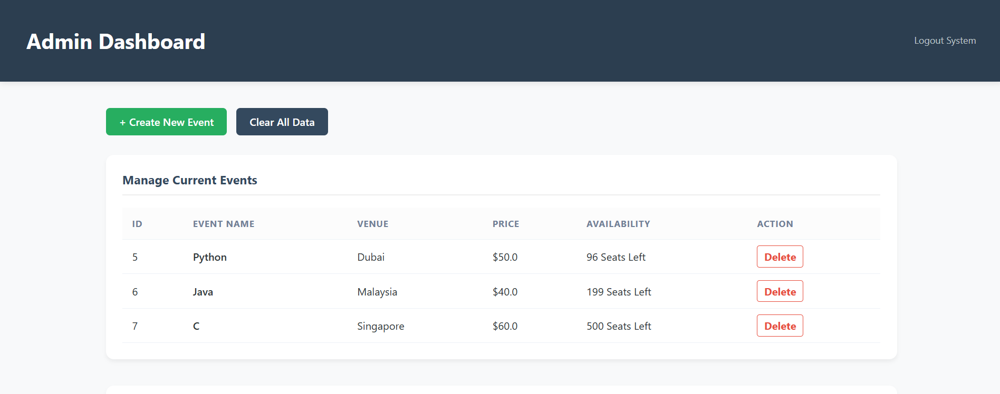 Admin Dashboard
Logout System
+ Create New Event
Clear All Data
Manage Current Events
ID EVENT NAME VENUE PRICE AVAILABILITY ACTION
5 Python Dubai $50.0 96 Seats Left Delete
6 Java Malaysia $40.0 199 Seats Left Delete
7 C Singapore $60.0 500 Seats Left Delete